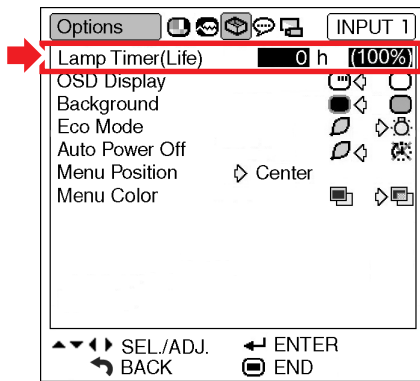 Options INPUT 1
Lamp Timer(Life) 0 h (100%)
OSD Display
Background
Eco Mode
Auto Power Off
Menu Position Center
Menu Color
SEL./ADJ. ENTER
BACK END